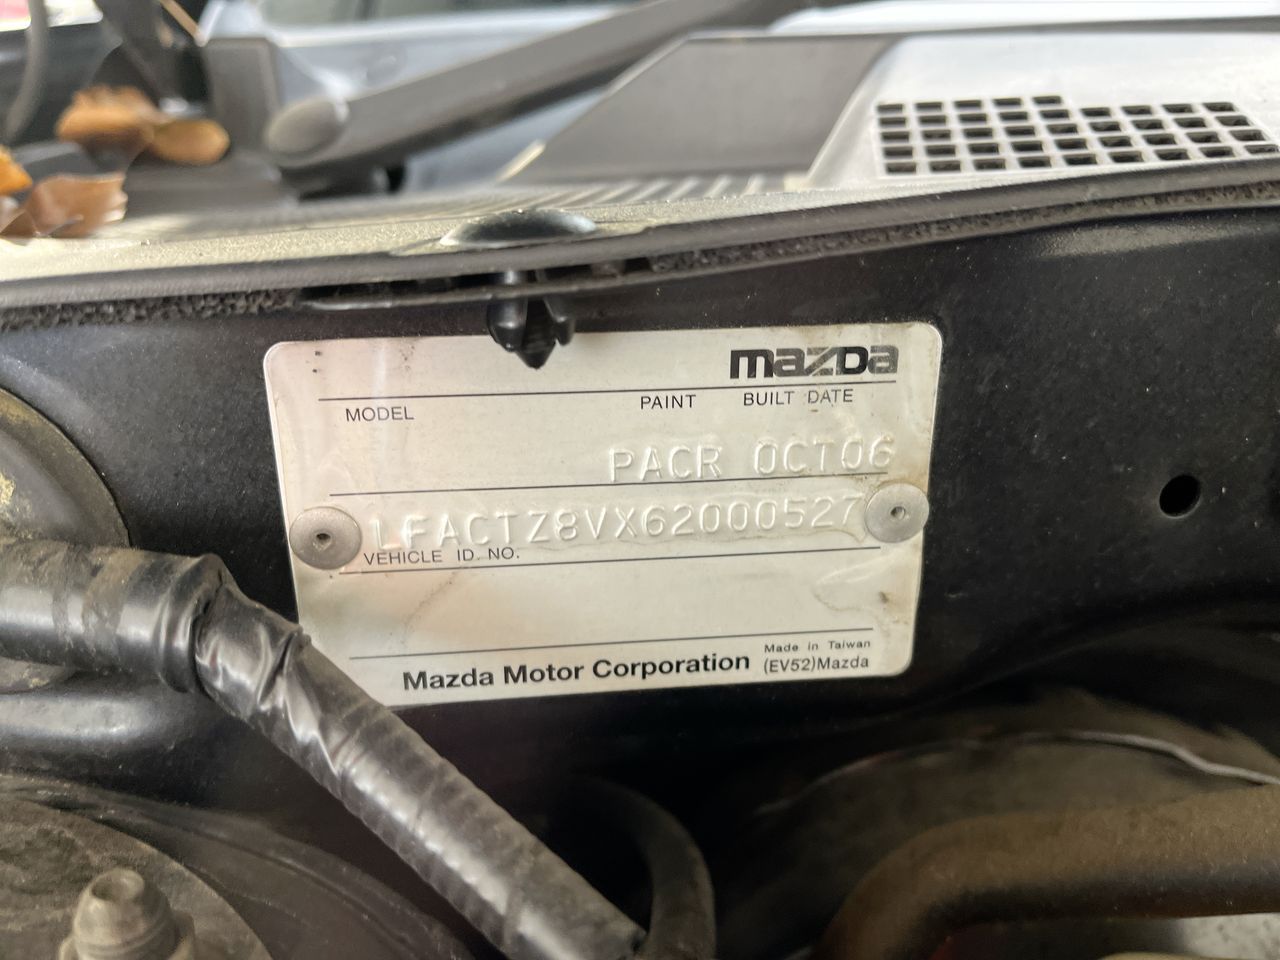 mazda
MODEL PAINT BUILT DATE
PACR OCT06
LFACTZ8VX62000527
VEHICLE ID. NO.
Mazda Motor Corporation
Made in Taiwan
(EV52)Mazda